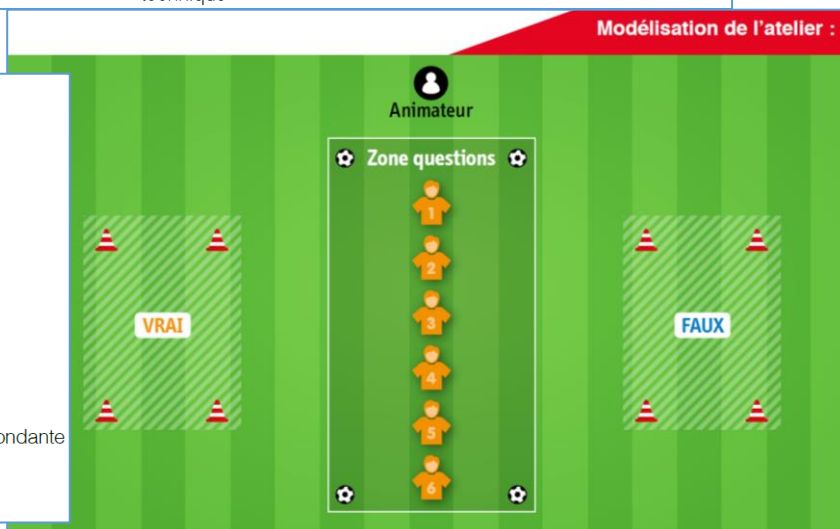 Modélisation de l'atelier :
Animateur
Zone questions
1
2
3
4
5
6
VRAI
FAUX
ondante